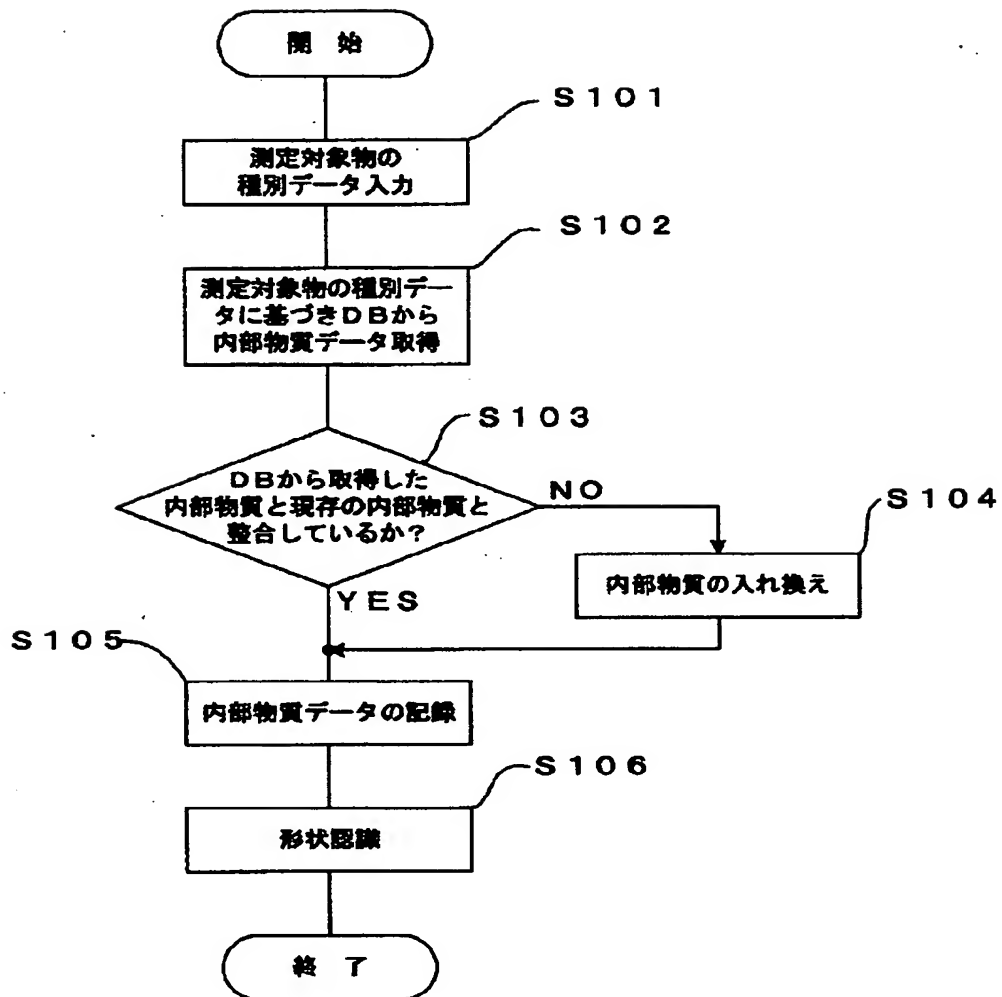 開 始
S101
測定対象物の
種別データ入力
S102
測定対象物の種別デー
タに基づきDBから
内部物質データ取得
S103
DBから取得した
内部物質と現存の内部物質と
整合しているか？
NO
S104
内部物質の入れ換え
YES
S105
内部物質データの記録
S106
形状認識
終 了